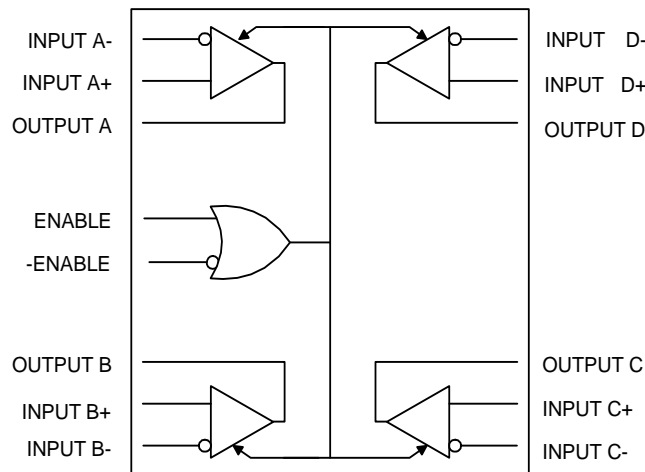 INPUT A-
INPUT A+
OUTPUT A
ENABLE
-ENABLE
OUTPUT B
INPUT B+
INPUT B-
INPUT D-
INPUT D+
OUTPUT D
OUTPUT C
INPUT C+
INPUT C-